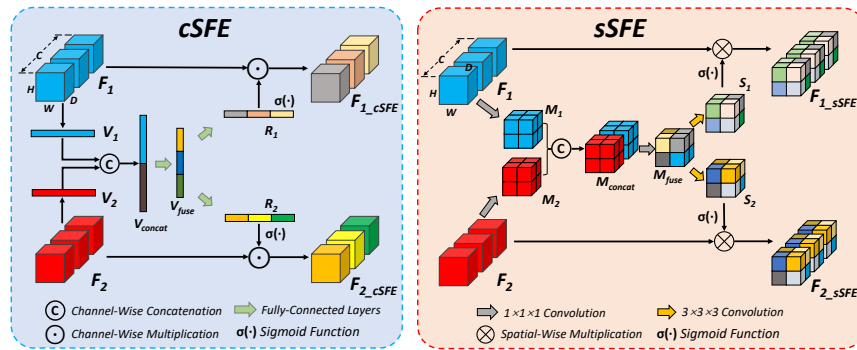 cSFE
C
H
W
D
F1
σ(·)
F1_cSFE
V1
R1
C
V2
Vconcat
Vfuse
R2
σ(·)
F2
F2_cSFE
C Channel-Wise Concatenation
Fully-Connected Layers
Channel-Wise Multiplication
σ(·) Sigmoid Function
sSFE
C
H
W
D
F1
σ(·)
S1
F1_sSFE
M1
C
M2
Mconcat
Mfuse
S2
σ(·)
F2
F2_sSFE
1×1×1 Convolution
3×3×3 Convolution
Spatial-Wise Multiplication
σ(·) Sigmoid Function